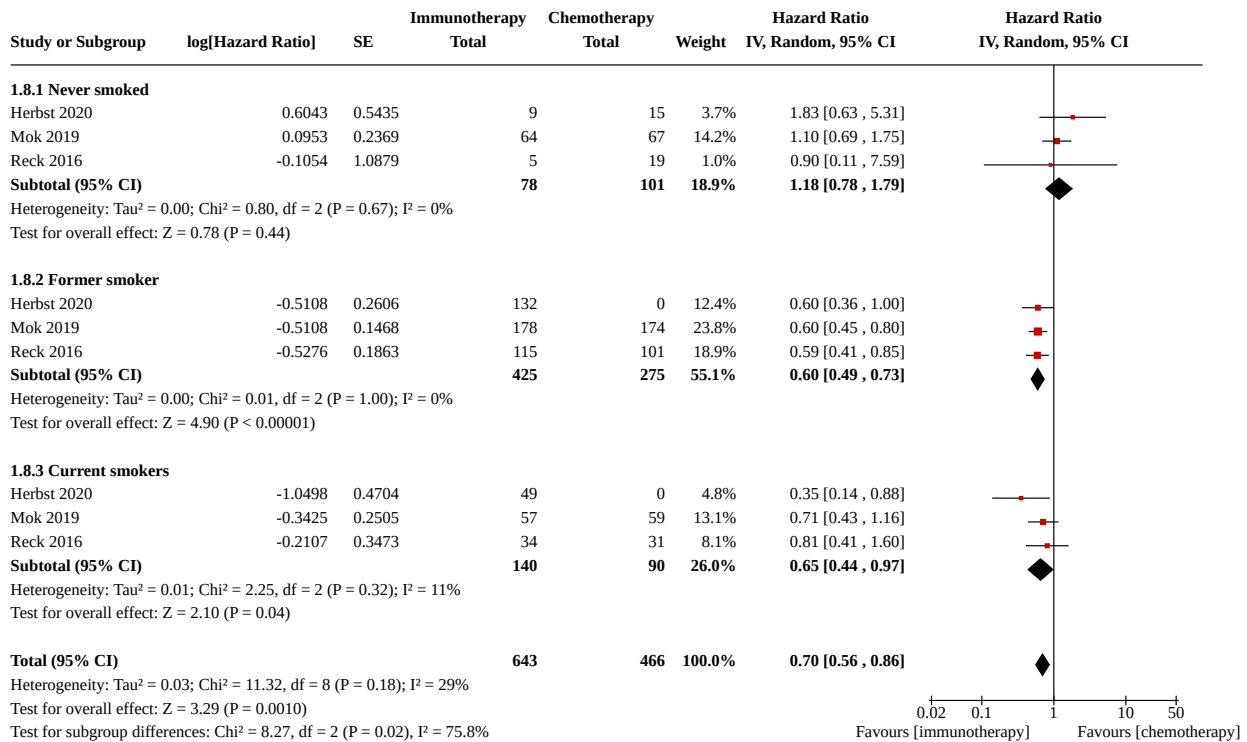 Immunotherapy Chemotherapy Hazard Ratio Hazard Ratio
Study or Subgroup log[Hazard Ratio] SE Total Total Weight IV, Random, 95% CI IV, Random, 95% CI
1.8.1 Never smoked
Herbst 2020 0.6043 0.5435 9 15 3.7% 1.83 [0.63 , 5.31]
Mok 2019 0.0953 0.2369 64 67 14.2% 1.10 [0.69 , 1.75]
Reck 2016 -0.1054 1.0879 5 19 1.0% 0.90 [0.11 , 7.59]
Subtotal (95% CI) 78 101 18.9% 1.18 [0.78 , 1.79]
Heterogeneity: Tau² = 0.00; Chi² = 0.80, df = 2 (P = 0.67); I² = 0%
Test for overall effect: Z = 0.78 (P = 0.44)
1.8.2 Former smoker
Herbst 2020 -0.5108 0.2606 132 0 12.4% 0.60 [0.36 , 1.00]
Mok 2019 -0.5108 0.1468 178 174 23.8% 0.60 [0.45 , 0.80]
Reck 2016 -0.5276 0.1863 115 101 18.9% 0.59 [0.41 , 0.85]
Subtotal (95% CI) 425 275 55.1% 0.60 [0.49 , 0.73]
Heterogeneity: Tau² = 0.00; Chi² = 0.01, df = 2 (P = 1.00); I² = 0%
Test for overall effect: Z = 4.90 (P < 0.00001)
1.8.3 Current smokers
Herbst 2020 -1.0498 0.4704 49 0 4.8% 0.35 [0.14 , 0.88]
Mok 2019 -0.3425 0.2505 57 59 13.1% 0.71 [0.43 , 1.16]
Reck 2016 -0.2107 0.3473 34 31 8.1% 0.81 [0.41 , 1.60]
Subtotal (95% CI) 140 90 26.0% 0.65 [0.44 , 0.97]
Heterogeneity: Tau² = 0.01; Chi² = 2.25, df = 2 (P = 0.32); I² = 11%
Test for overall effect: Z = 2.10 (P = 0.04)
Total (95% CI) 643 466 100.0% 0.70 [0.56 , 0.86]
Heterogeneity: Tau² = 0.03; Chi² = 11.32, df = 8 (P = 0.18); I² = 29%
Test for overall effect: Z = 3.29 (P = 0.0010)
0.02 0.1 1 10 50
Test for subgroup differences: Chi² = 8.27, df = 2 (P = 0.02), I² = 75.8%
Favours [immunotherapy] Favours [chemotherapy]